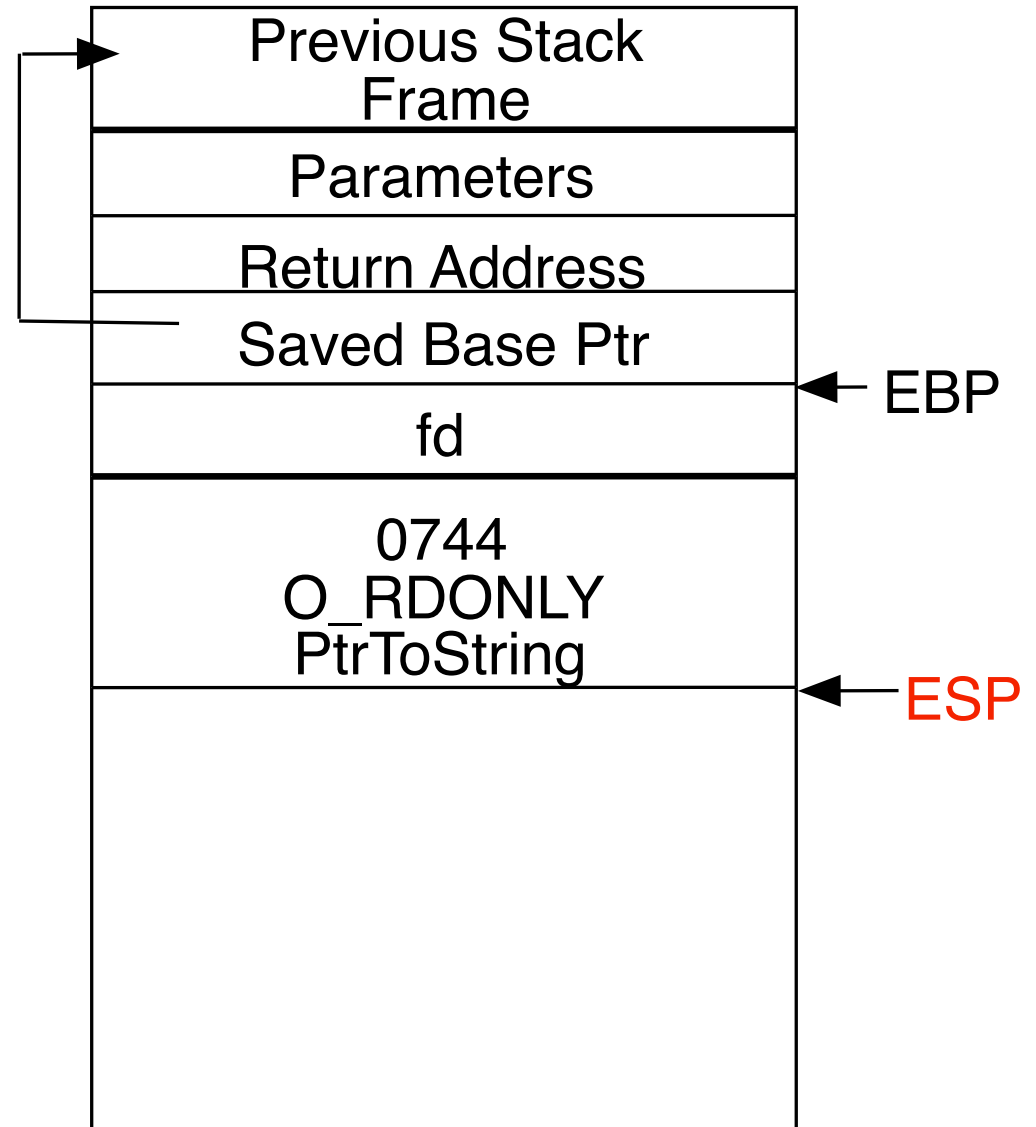 Previous Stack
Frame
Parameters
Return Address
Saved Base Ptr
EBP
fd
0744
O_RDONLY
PtrToString
ESP